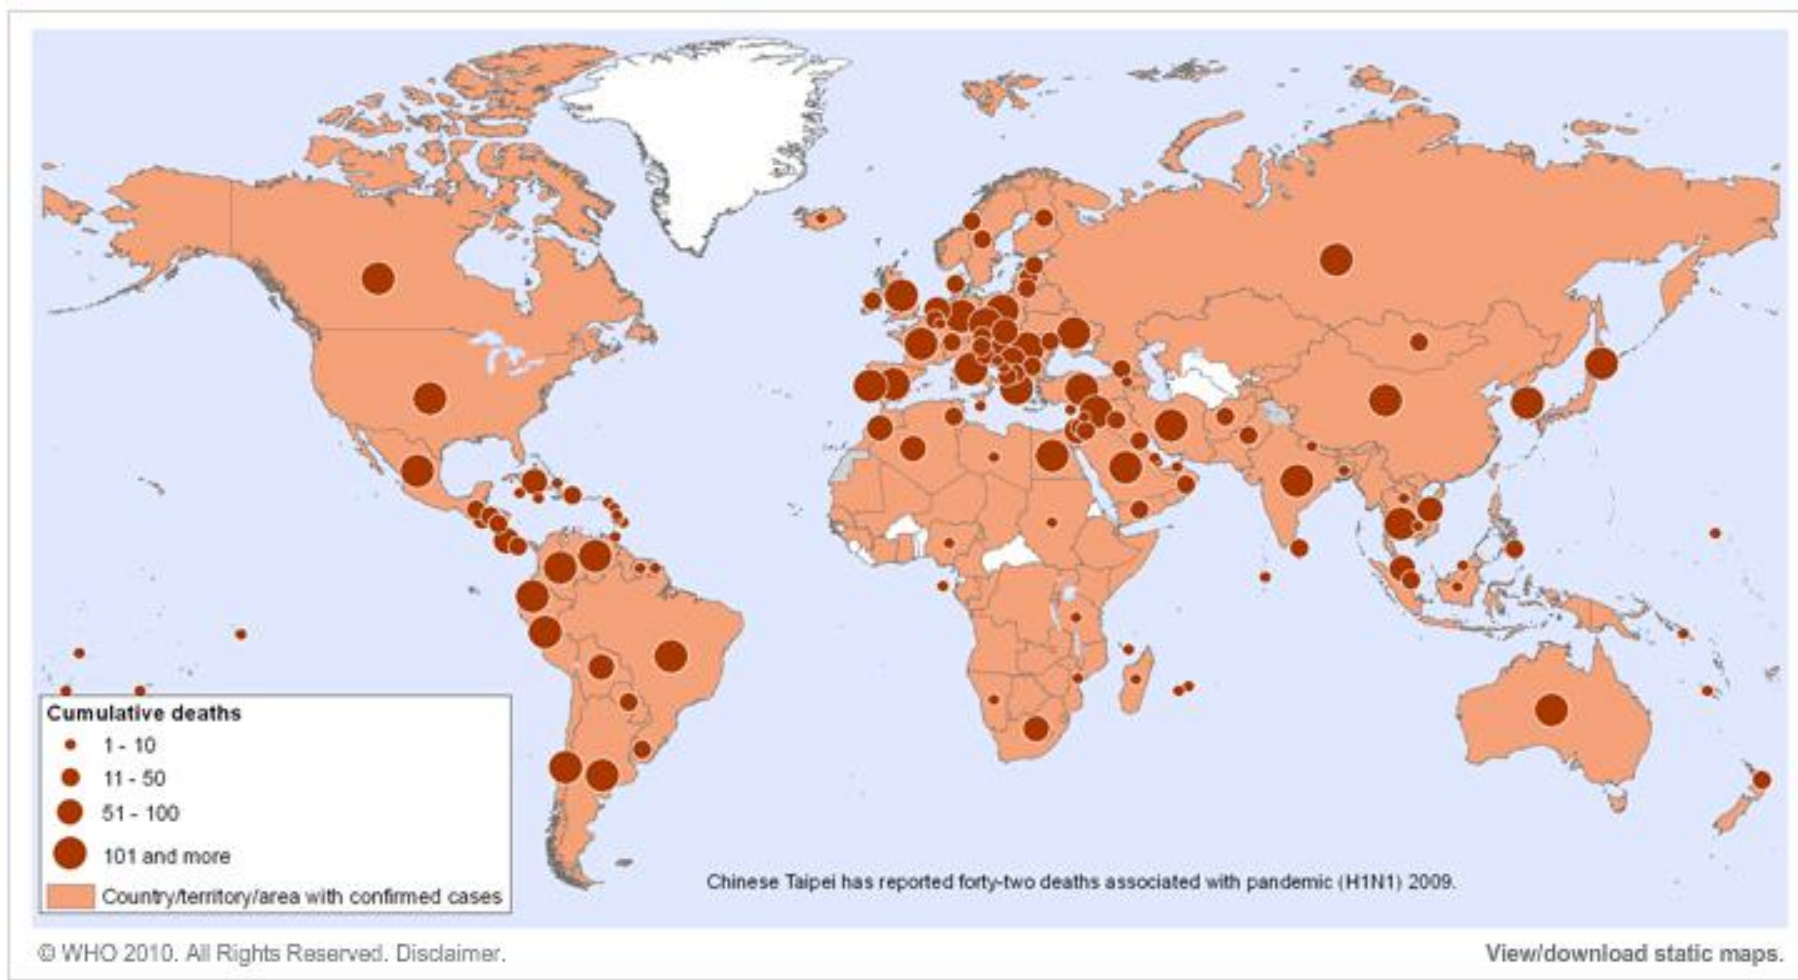 Cumulative deaths
1 - 10
11 - 50
51 - 100
101 and more
Country/territory/area with confirmed cases
Chinese Taipei has reported forty-two deaths associated with pandemic (H1N1) 2009.
© WHO 2010. All Rights Reserved. Disclaimer.
View/download static maps.